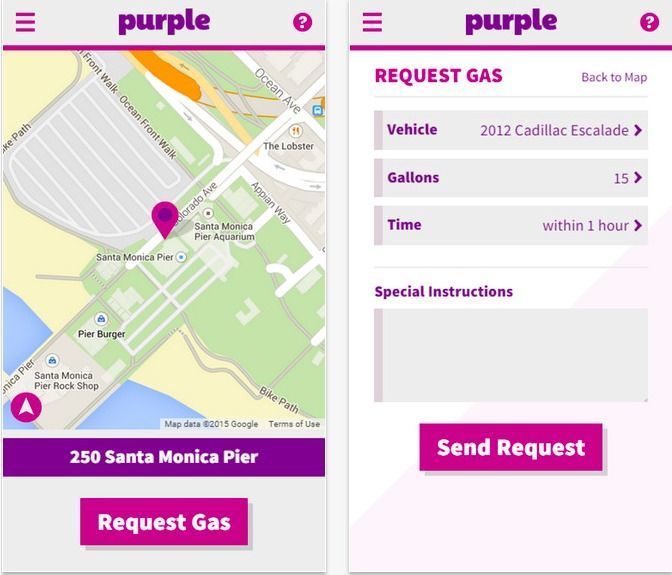 purple
?
Front Walk
Ocean Front Walk
Ocean Ave
ike Path
The Lobster
Colorado Ave
Appian Way
Santa Monica
Pier Aquarium
Santa Monica Pier
Pier Burger
onica Pier
Santa Monica
Pier Rock Shop
Bike Path
Map data ©2015 Google Terms of Use
250 Santa Monica Pier
Request Gas
purple
?
REQUEST GAS
Back to Map
Vehicle 2012 Cadillac Escalade
Gallons 15
Time within 1 hour
Special Instructions
Send Request